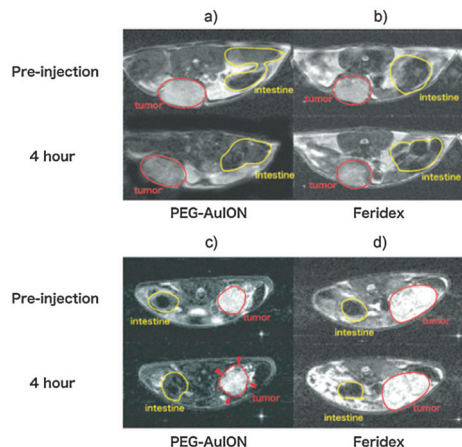 a) b)
Pre-injection
tumor intestine tumor intestine
4 hour
tumor intestine tumor intestine
PEG-AuION Feridex
c) d)
Pre-injection
intestine tumor intestine tumor
4 hour
intestine tumor intestine tumor
PEG-AuION Feridex